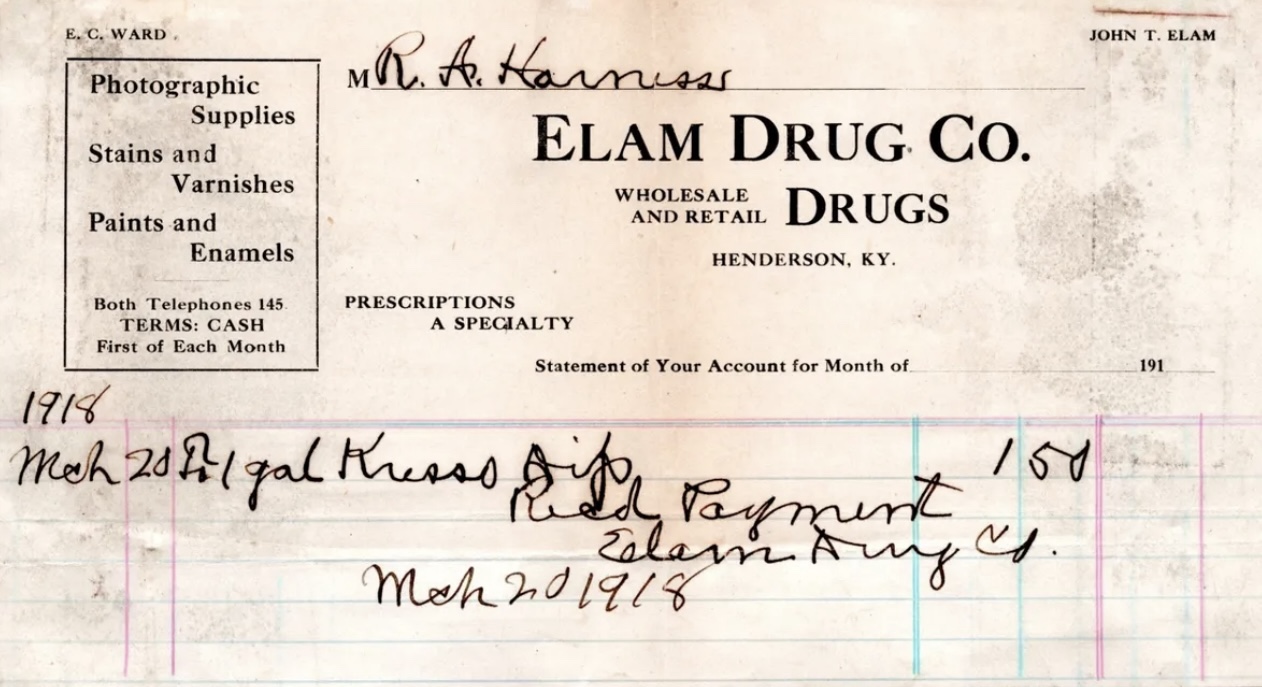 E. C. WARD
JOHN T. ELAM
Photographic
Supplies
Stains and
Varnishes
Paints and
Enamels
Both Telephones 145
TERMS: CASH
First of Each Month
M R. A. Harness
ELAM DRUG CO.
WHOLESALE
AND RETAIL DRUGS
HENDERSON, KY.
PRESCRIPTIONS
A SPECIALTY
Statement of Your Account for Month of 191
1918
Mch 20 1 gal Kreso Dip 1 50
Recd Payment
Elam Drug Co.
Mch 20 1918